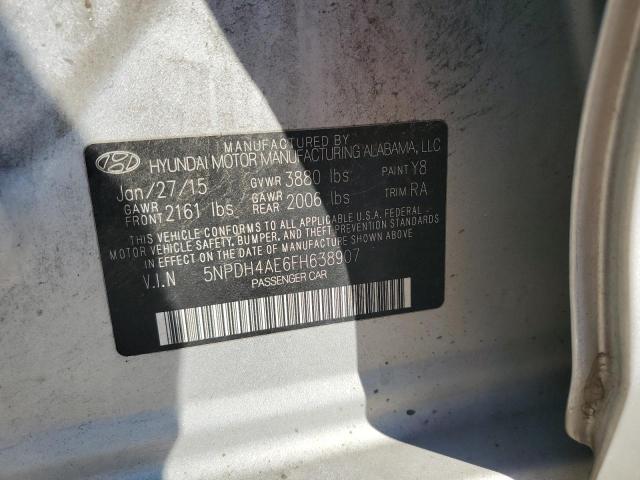 MANUFACTURED BY
HYUNDAI MOTOR MANUFACTURING ALABAMA, LLC
Jan/27/15 GVWR 3880 lbs PAINT Y8
GAWR FRONT 2161 lbs GAWR REAR 2006 lbs TRIM RA
THIS VEHICLE CONFORMS TO ALL APPLICABLE U.S.A. FEDERAL
MOTOR VEHICLE SAFETY, BUMPER, AND THEFT PREVENTION STANDARDS
IN EFFECT ON THE DATE OF MANUFACTURE SHOWN ABOVE.
V.I.N 5NPDH4AE6FH638907
PASSENGER CAR